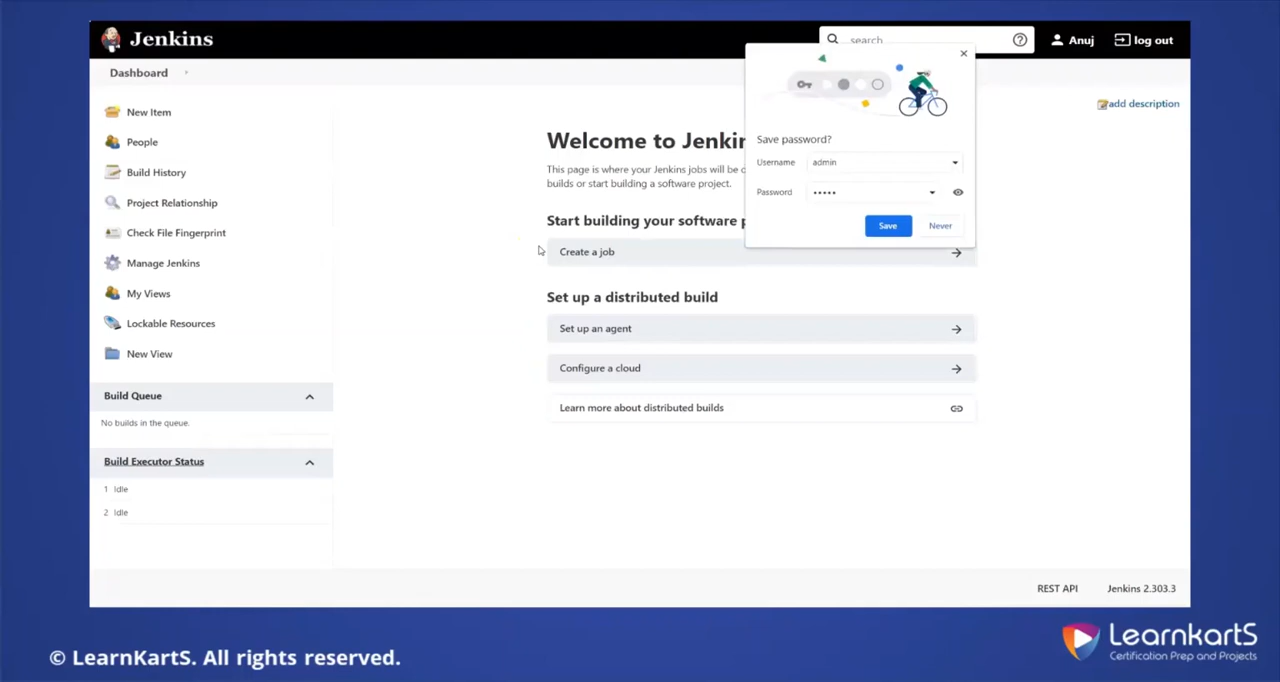 Jenkins
search
Anuj
log out
Dashboard
add description
New Item
People
Build History
Project Relationship
Check File Fingerprint
Manage Jenkins
My Views
Lockable Resources
New View
Build Queue
No builds in the queue.
Build Executor Status
1 Idle
2 Idle
Welcome to Jenkin
This page is where your Jenkins jobs will be
builds or start building a software project.
Start building your software
Create a job
Set up a distributed build
Set up an agent
Configure a cloud
Learn more about distributed builds
Save password?
Username admin
Password •••••
Save Never
REST API Jenkins 2.303.3
© LearnKartS. All rights reserved.
LearnkartS
Certification Prep and Projects